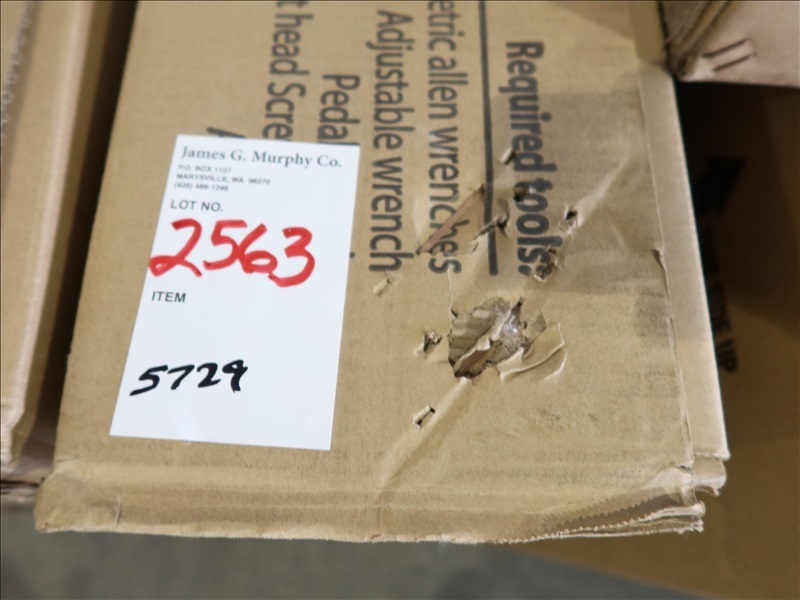 James G. Murphy Co.
P.O. BOX 1127
MARYSVILLE, WA 98270
(425) 486-1246
LOT NO.
2563
ITEM
5729
Required tools:
etric allen wrenches
Adjustable wrench
Peda
t head Scre